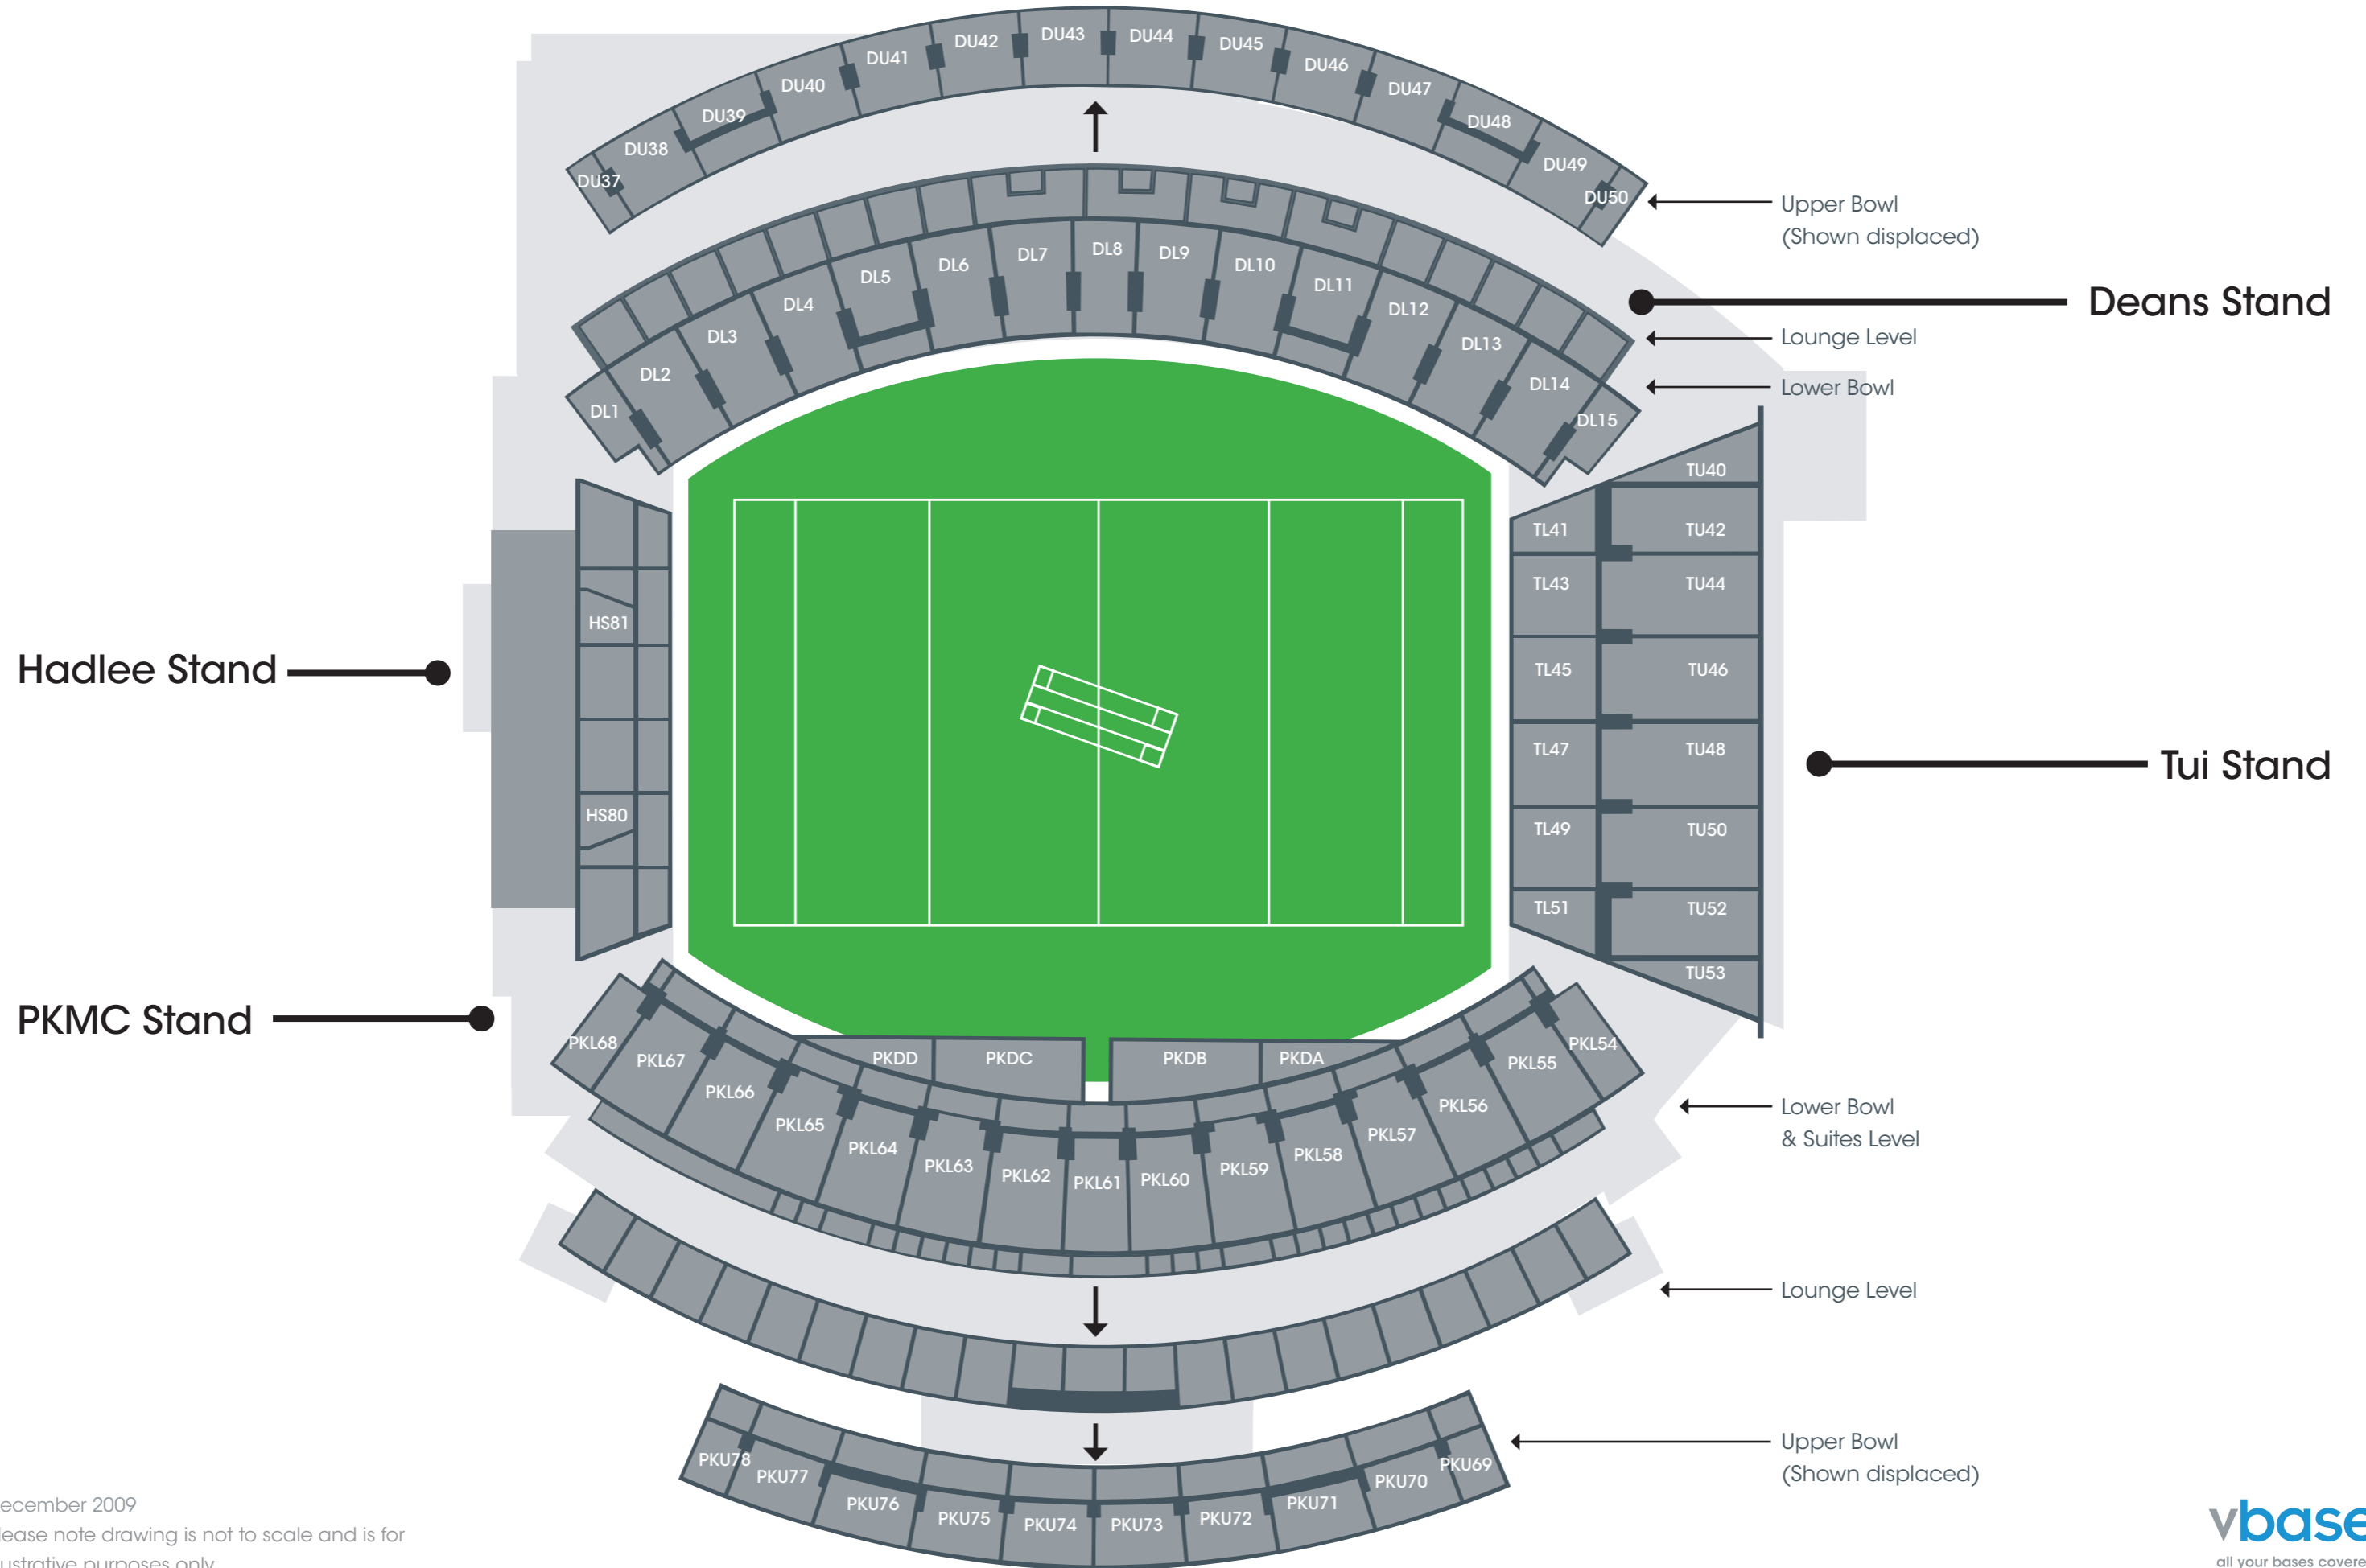 DU37
DU38
DU39
DU40
DU41
DU42
DU43
DU44
DU45
DU46
DU47
DU48
DU49
DU50
Upper Bowl
(Shown displaced)
Deans Stand
Lounge Level
Lower Bowl
DL1
DL2
DL3
DL4
DL5
DL6
DL7
DL8
DL9
DL10
DL11
DL12
DL13
DL14
DL15
TU40
TL41
TU42
TL43
TU44
TL45
TU46
TL47
TU48
TL49
TU50
TL51
TU52
TU53
Tui Stand
HS81
HS80
Hadlee Stand
PKMC Stand
PKDD
PKDC
PKDB
PKDA
PKL68
PKL67
PKL66
PKL65
PKL64
PKL63
PKL62
PKL61
PKL60
PKL59
PKL58
PKL57
PKL56
PKL55
PKL54
Lower Bowl
& Suites Level
Lounge Level
Upper Bowl
(Shown displaced)
PKU78
PKU77
PKU76
PKU75
PKU74
PKU73
PKU72
PKU71
PKU70
PKU69
ecember 2009
lease note drawing is not to scale and is for
ustrative purposes only
vbase
all your bases covere